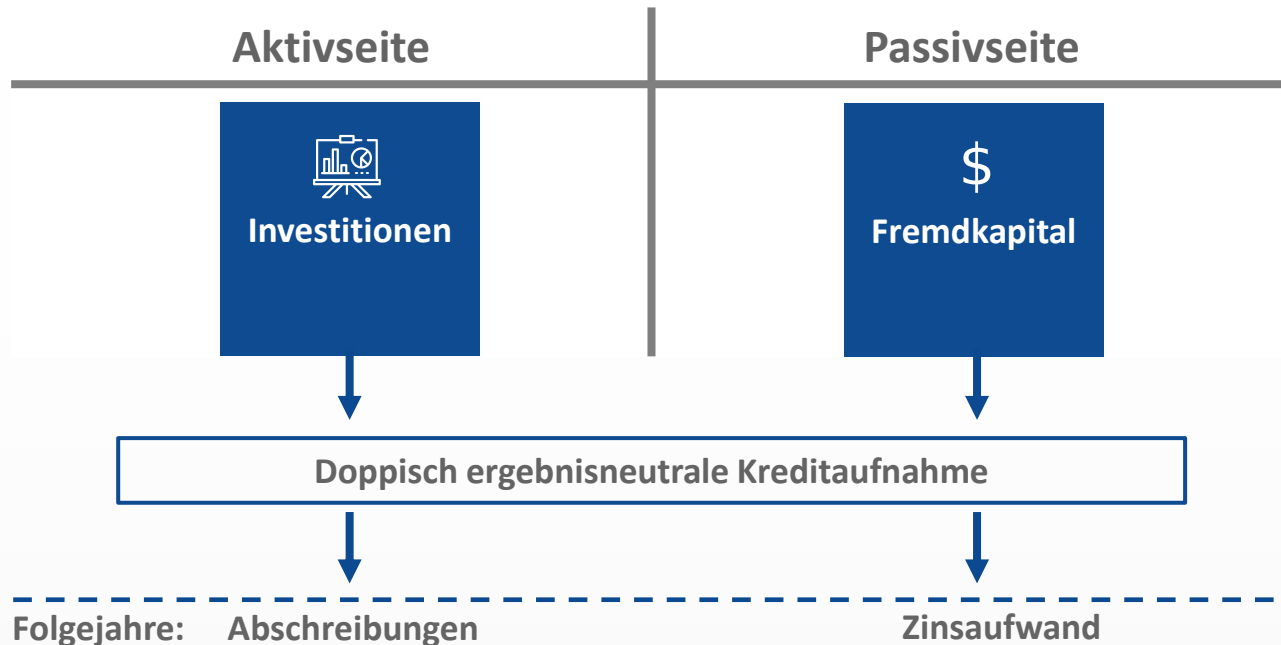 Aktivseite
Passivseite
Investitionen
$
Fremdkapital
Doppisch ergebnisneutrale Kreditaufnahme
Folgejahre: Abschreibungen
Zinsaufwand